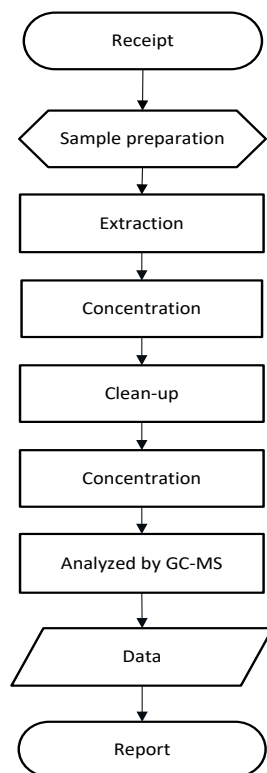 Receipt
Sample preparation
Extraction
Concentration
Clean-up
Concentration
Analyzed by GC-MS
Data
Report